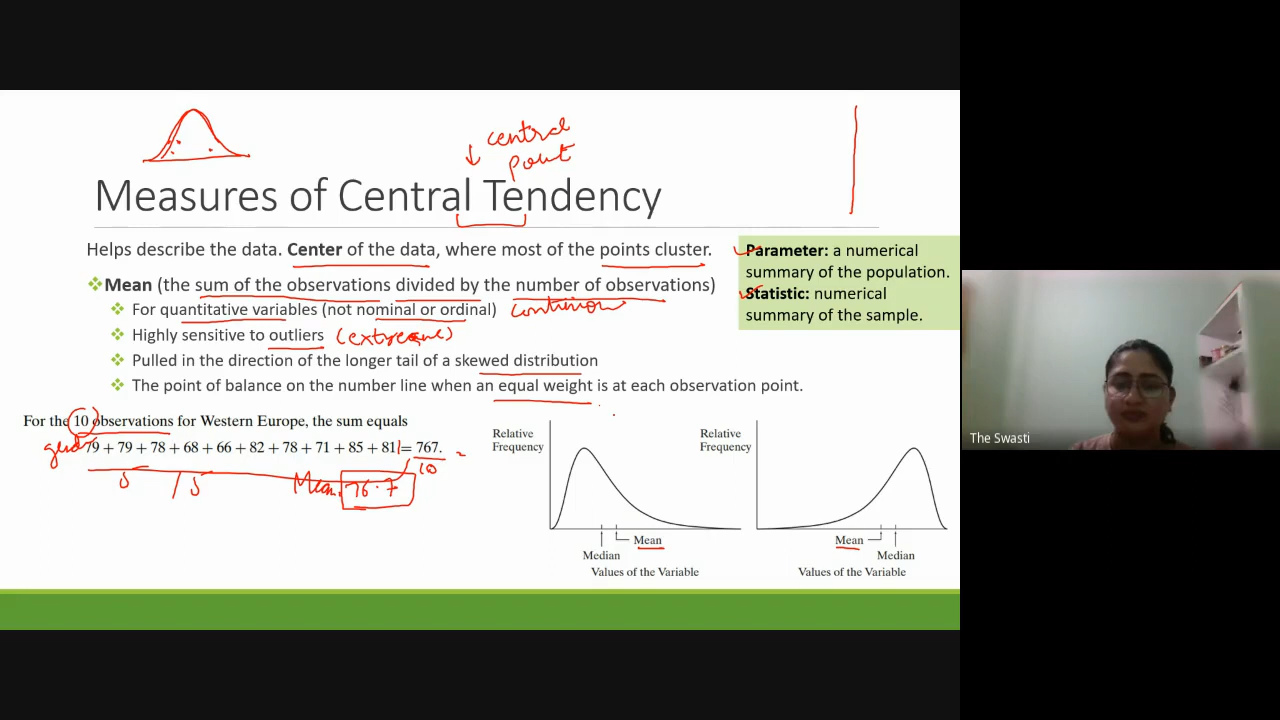 central
point
Measures of Central Tendency
Helps describe the data. Center of the data, where most of the points cluster.
❖Mean (the sum of the observations divided by the number of observations)
❖ For quantitative variables (not nominal or ordinal)
❖ Highly sensitive to outliers (extreme)
❖ Pulled in the direction of the longer tail of a skewed distribution
❖ The point of balance on the number line when an equal weight is at each observation point.
Parameter: a numerical
summary of the population.
Statistic: numerical
summary of the sample.
For the 10 observations for Western Europe, the sum equals
79 + 79 + 78 + 68 + 66 + 82 + 78 + 71 + 85 + 81 = 767.
10
Mean 76.7
Relative
Frequency
Mean
Median
Values of the Variable
Relative
Frequency
Mean
Median
Values of the Variable
The Swasti